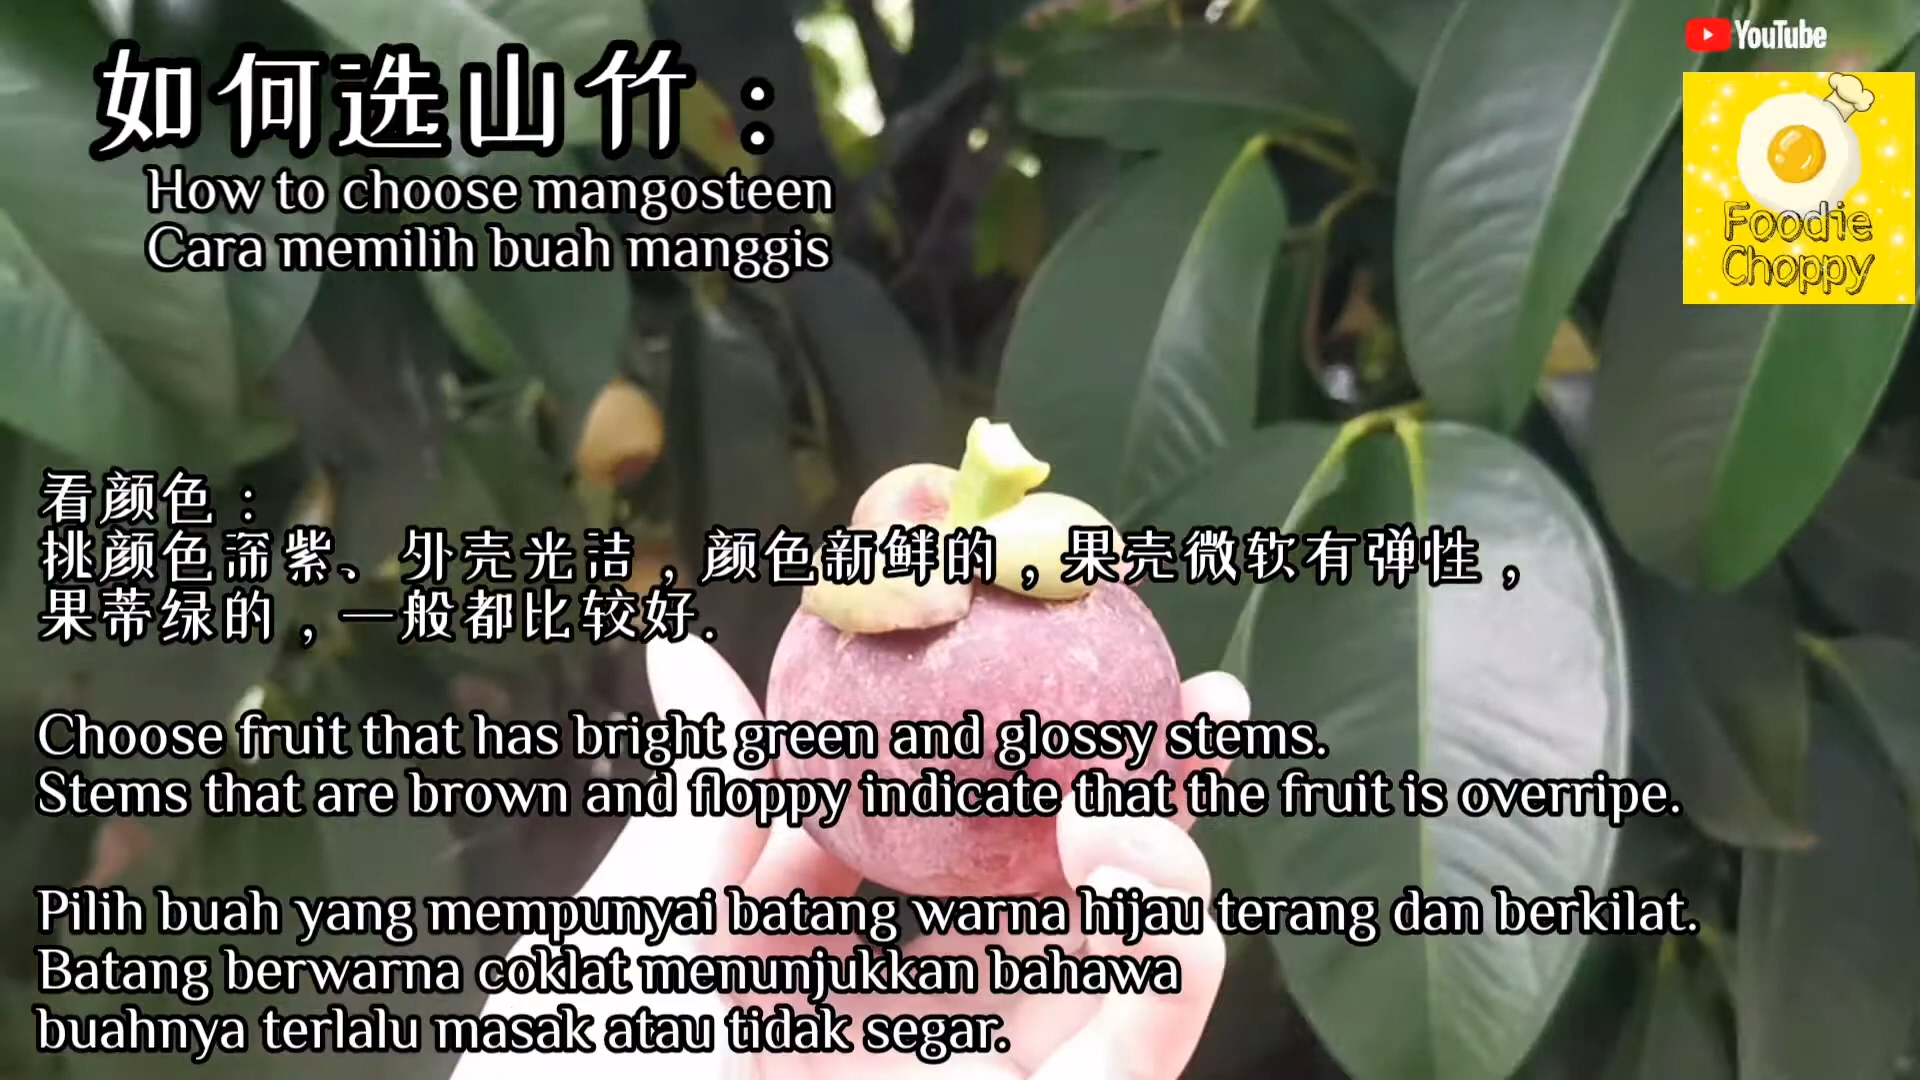 如何选山竹：
How to choose mangosteen
Cara memilih buah manggis
YouTube
Foodie
Choppy
看颜色：
挑颜色深紫、外壳光洁，颜色新鲜的，果壳微软有弹性，
果蒂绿的，一般都比较好.
Choose fruit that has bright green and glossy stems.
Stems that are brown and floppy indicate that the fruit is overripe.
Pilih buah yang mempunyai batang warna hijau terang dan berkilat.
Batang berwarna coklat menunjukkan bahawa
buahnya terlalu masak atau tidak segar.